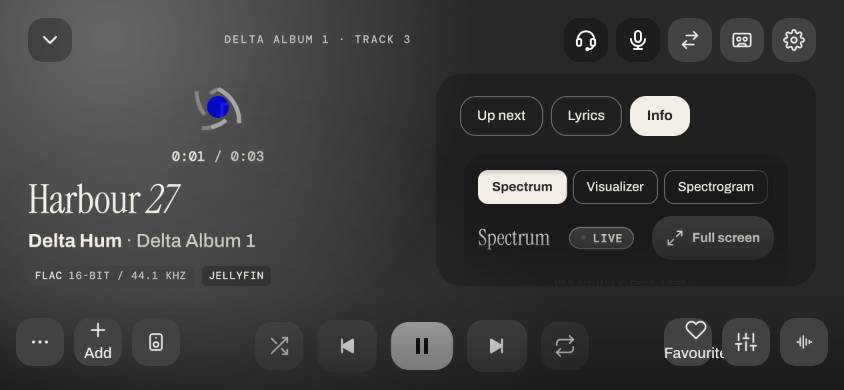 DELTA ALBUM 1 · TRACK 3
0:01 / 0:03
Harbour 27
Delta Hum · Delta Album 1
FLAC 16-BIT / 44.1 KHZ JELLYFIN
Up next Lyrics Info
Spectrum Visualizer Spectrogram
Spectrum LIVE Full screen
Add
Favourite